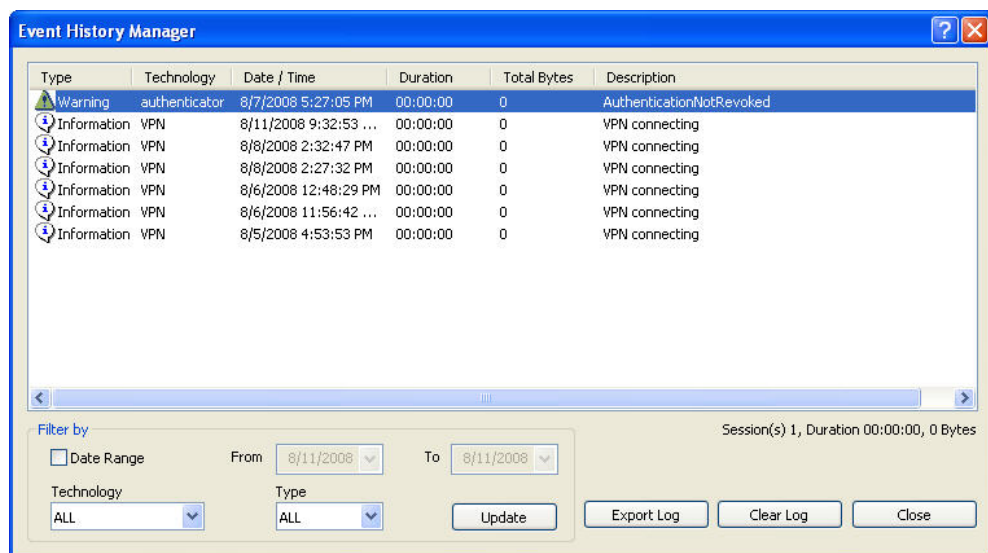 Event History Manager
Type Technology Date / Time Duration Total Bytes Description
Warning authenticator 8/7/2008 5:27:05 PM 00:00:00 0 AuthenticationNotRevoked
Information VPN 8/11/2008 9:32:53 ... 00:00:00 0 VPN connecting
Information VPN 8/8/2008 2:32:47 PM 00:00:00 0 VPN connecting
Information VPN 8/8/2008 2:27:32 PM 00:00:00 0 VPN connecting
Information VPN 8/6/2008 12:48:29 PM 00:00:00 0 VPN connecting
Information VPN 8/6/2008 11:56:42 ... 00:00:00 0 VPN connecting
Information VPN 8/5/2008 4:53:53 PM 00:00:00 0 VPN connecting
Filter by
Session(s) 1, Duration 00:00:00, 0 Bytes
Date Range From 8/11/2008 To 8/11/2008
Technology Type
ALL ALL Update Export Log Clear Log Close